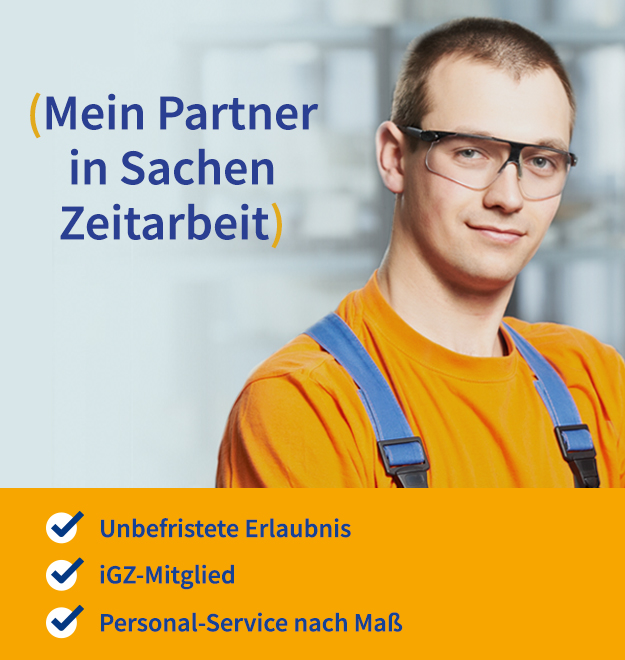 (Mein Partner
in Sachen
Zeitarbeit)
Unbefristete Erlaubnis
iGZ-Mitglied
Personal-Service nach Maß